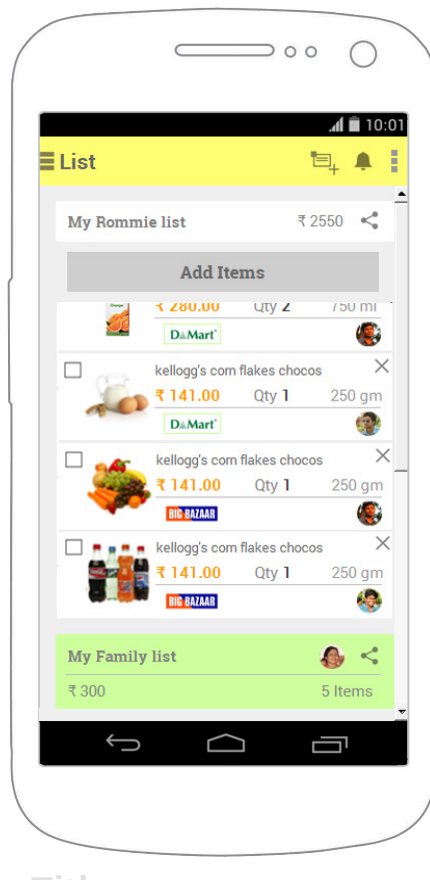 10:01
List
My Rommie list ₹ 2550
Add Items
₹ 280.00 Qty 2 750 ml
D Mart
kellogg's corn flakes chocos
₹ 141.00 Qty 1 250 gm
D Mart
kellogg's corn flakes chocos
₹ 141.00 Qty 1 250 gm
BIG BAZAAR
kellogg's corn flakes chocos
₹ 141.00 Qty 1 250 gm
BIG BAZAAR
My Family list
₹ 300 5 Items